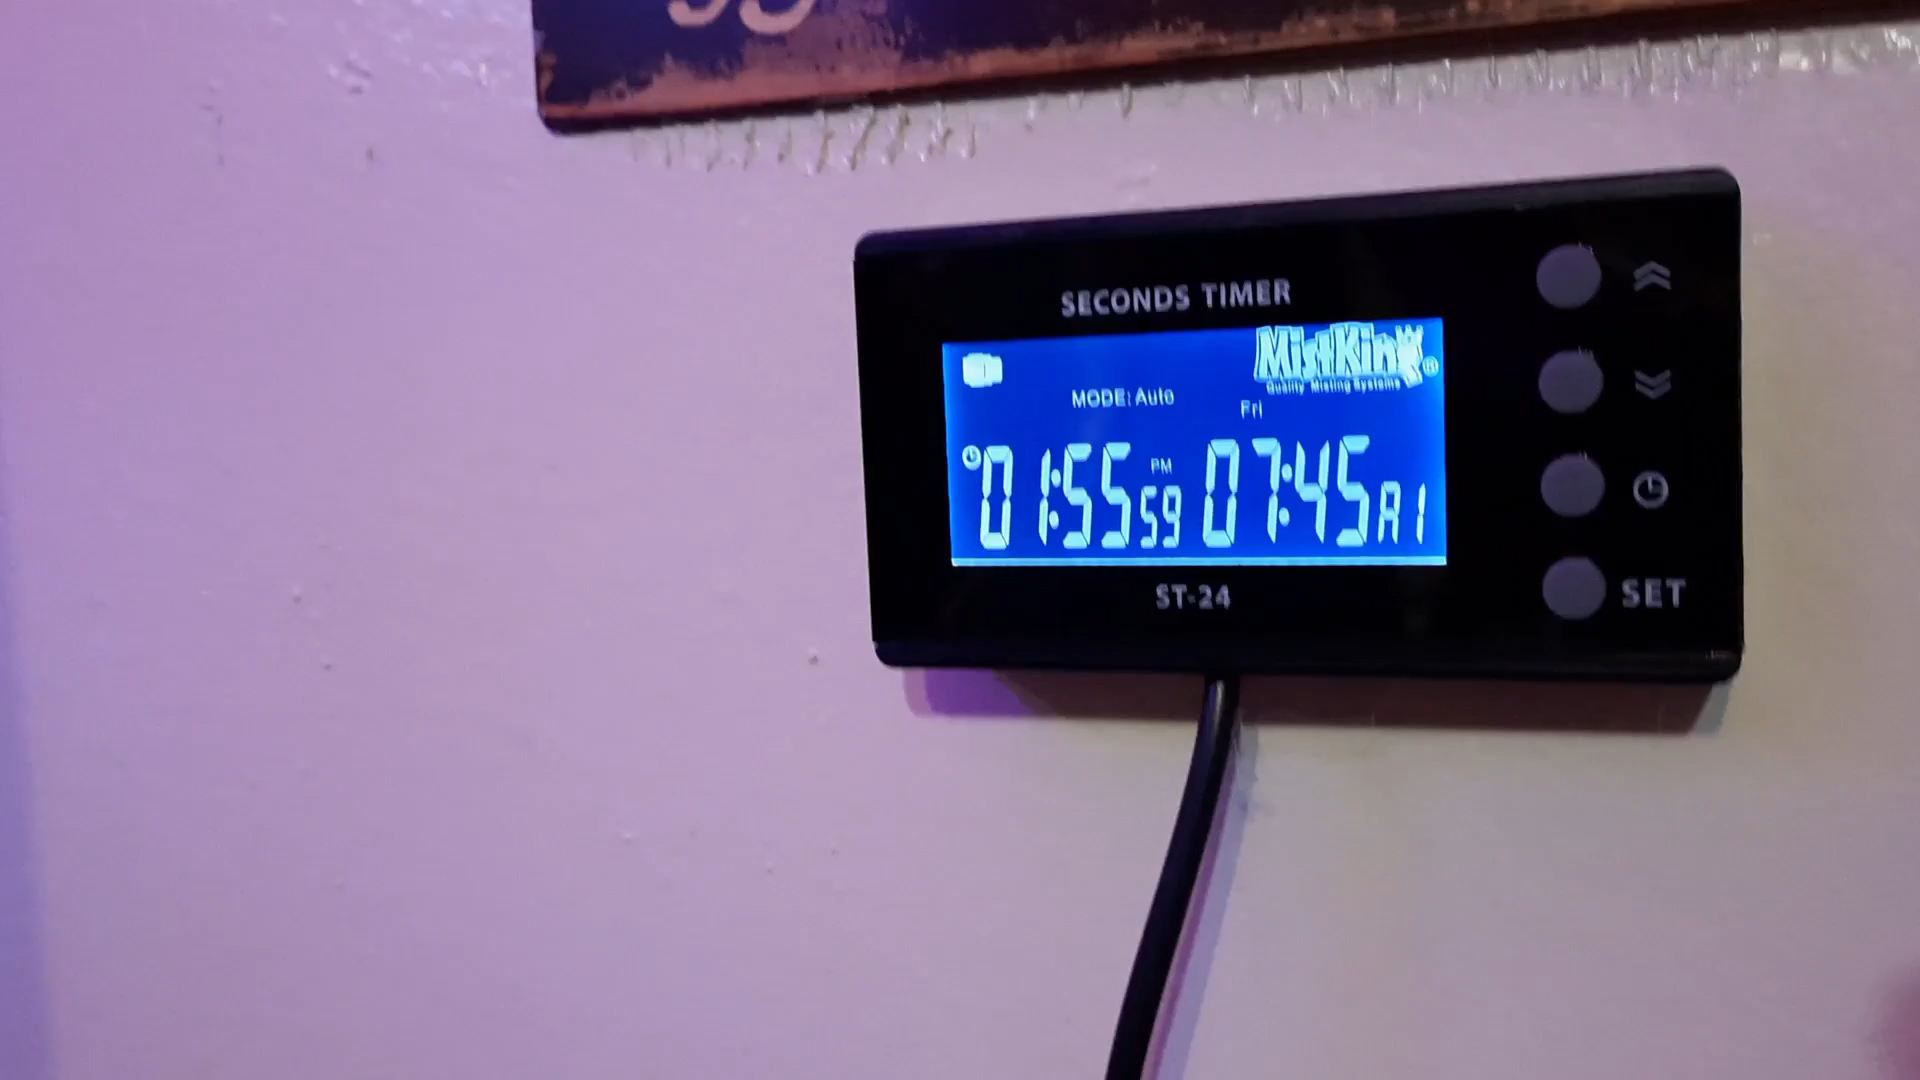 SECONDS TIMER
MistKing®
Quality Misting Systems
MODE: Auto
Fri
01:55 59 PM 07:45 A1
ST-24
SET